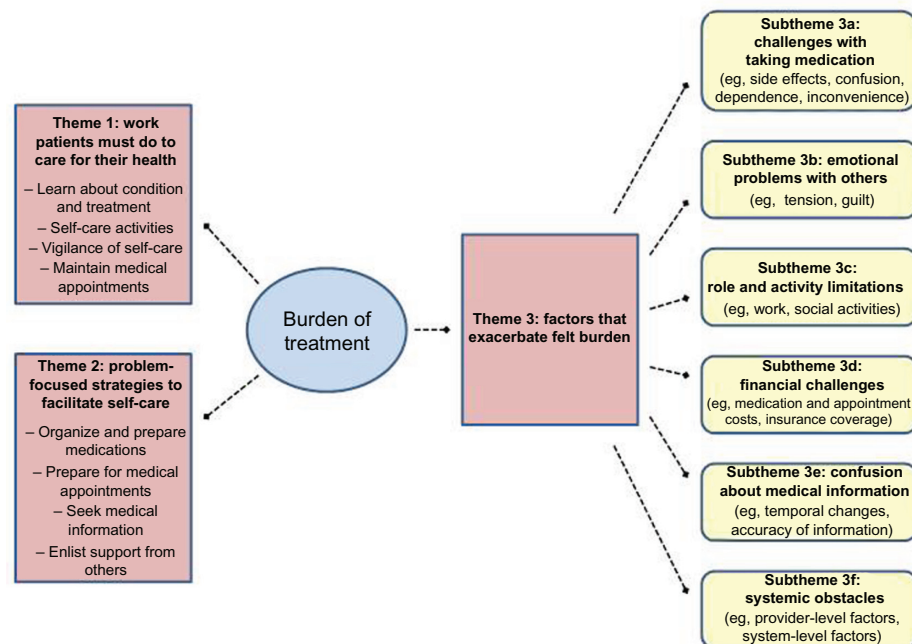 Theme 1: work
patients must do to
care for their health
– Learn about condition
and treatment
– Self-care activities
– Vigilance of self-care
– Maintain medical
appointments
Theme 2: problem-
focused strategies to
facilitate self-care
– Organize and prepare
medications
– Prepare for medical
appointments
– Seek medical
information
– Enlist support from
others
Burden of
treatment
Theme 3: factors that
exacerbate felt burden
Subtheme 3a:
challenges with
taking medication
(eg, side effects, confusion,
dependence, inconvenience)
Subtheme 3b: emotional
problems with others
(eg, tension, guilt)
Subtheme 3c:
role and activity limitations
(eg, work, social activities)
Subtheme 3d:
financial challenges
(eg, medication and appointment
costs, insurance coverage)
Subtheme 3e: confusion
about medical information
(eg, temporal changes,
accuracy of information)
Subtheme 3f:
systemic obstacles
(eg, provider-level factors,
system-level factors)